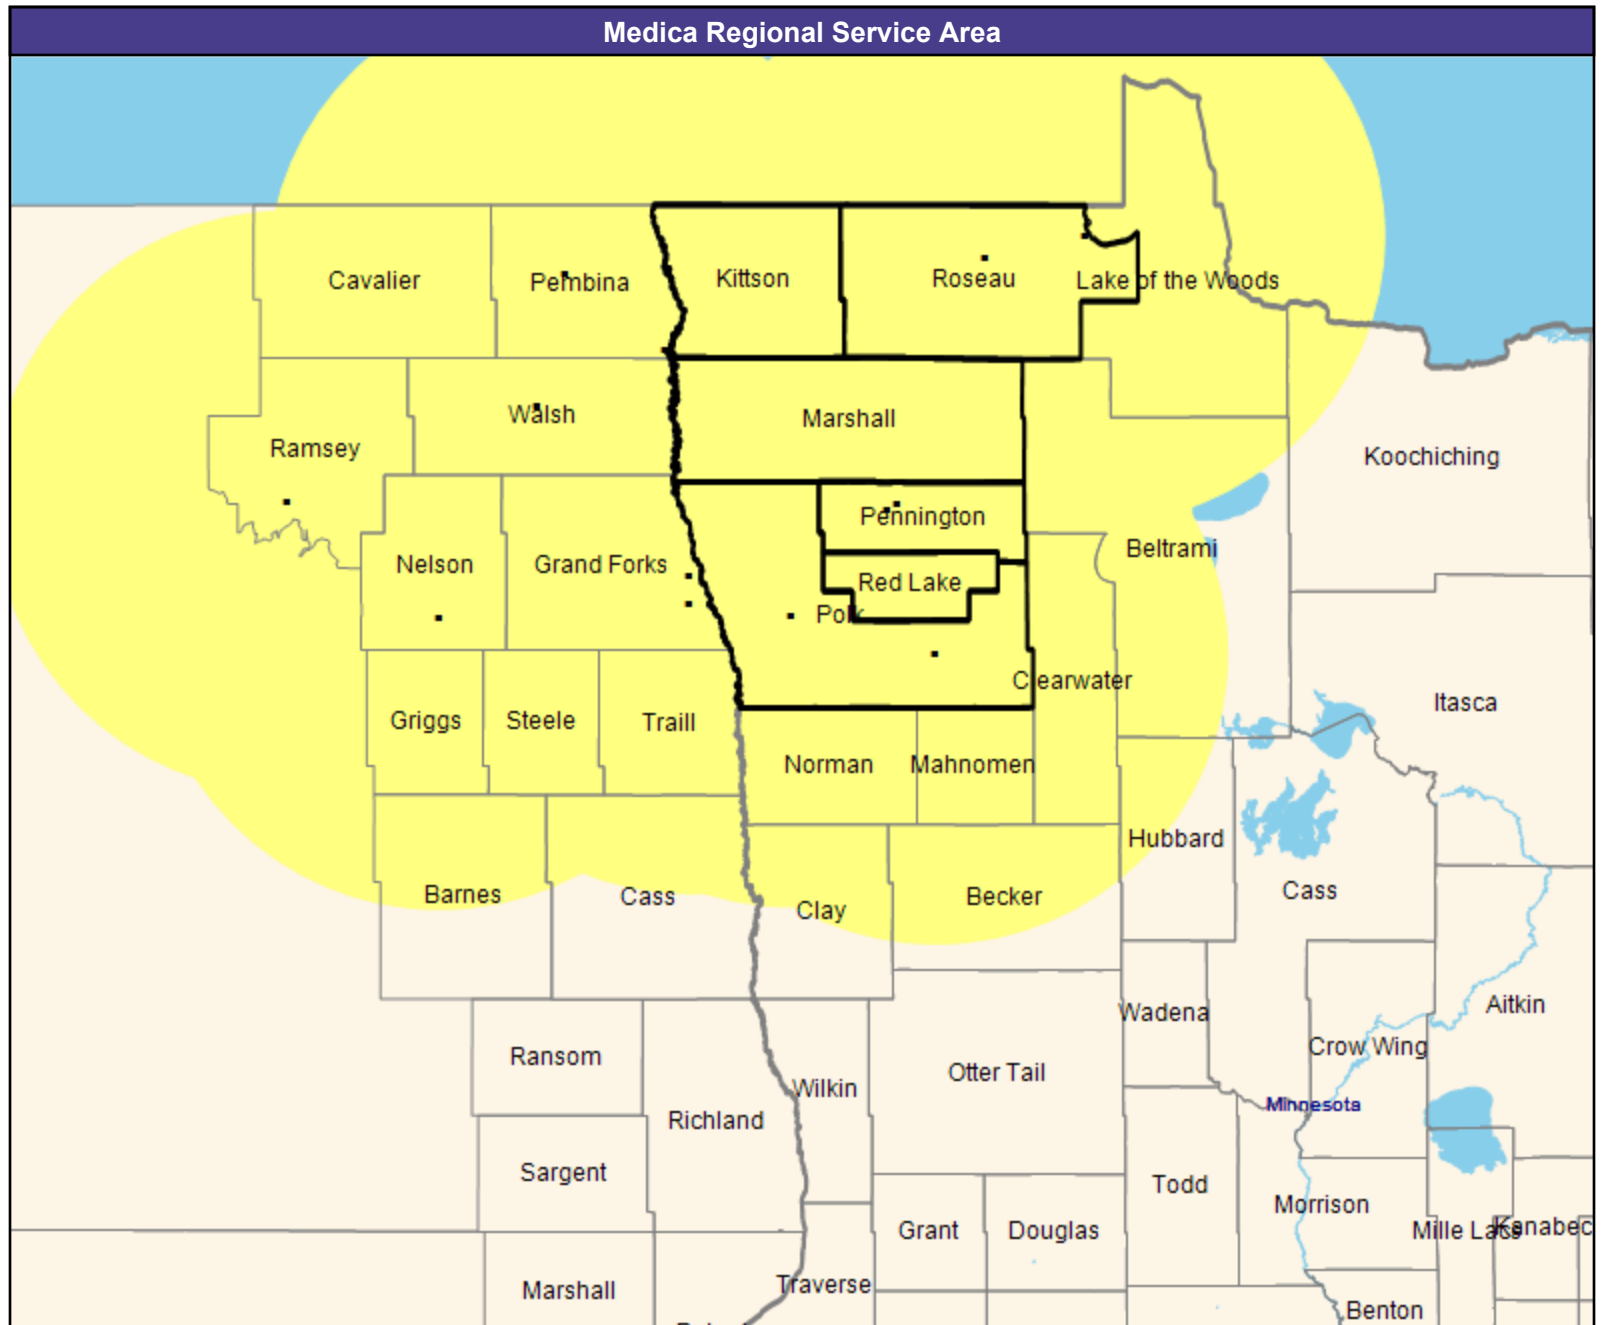 Medica Regional Service Area
Cavalier
Pembina
Kittson
Roseau
Lake of the Woods
Walsh
Marshall
Ramsey
Koochiching
Pennington
Beltrami
Nelson
Grand Forks
Red Lake
Polk
Clearwater
Itasca
Griggs
Steele
Traill
Norman
Mahnomen
Hubbard
Barnes
Cass
Clay
Becker
Cass
Wadena
Aitkin
Ransom
Crow Wing
Otter Tail
Wilkin
Minnesota
Richland
Sargent
Todd
Morrison
Grant
Douglas
Mille Lacs
Kanabec
Marshall
Traverse
Benton